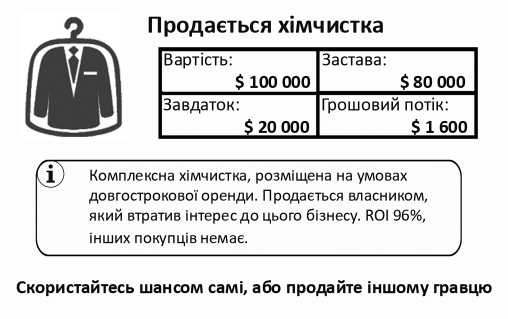 Продається хімчистка
Вартість:
$ 100 000
Застава:
$ 80 000
Завдаток:
$ 20 000
Грошовий потік:
$ 1 600
i
Комплексна хімчистка, розміщена на умовах
довгострокової оренди. Продається власником,
який втратив інтерес до цього бізнесу. ROI 96%,
інших покупців немає.
Скористайтесь шансом самі, або продайте іншому гравцю